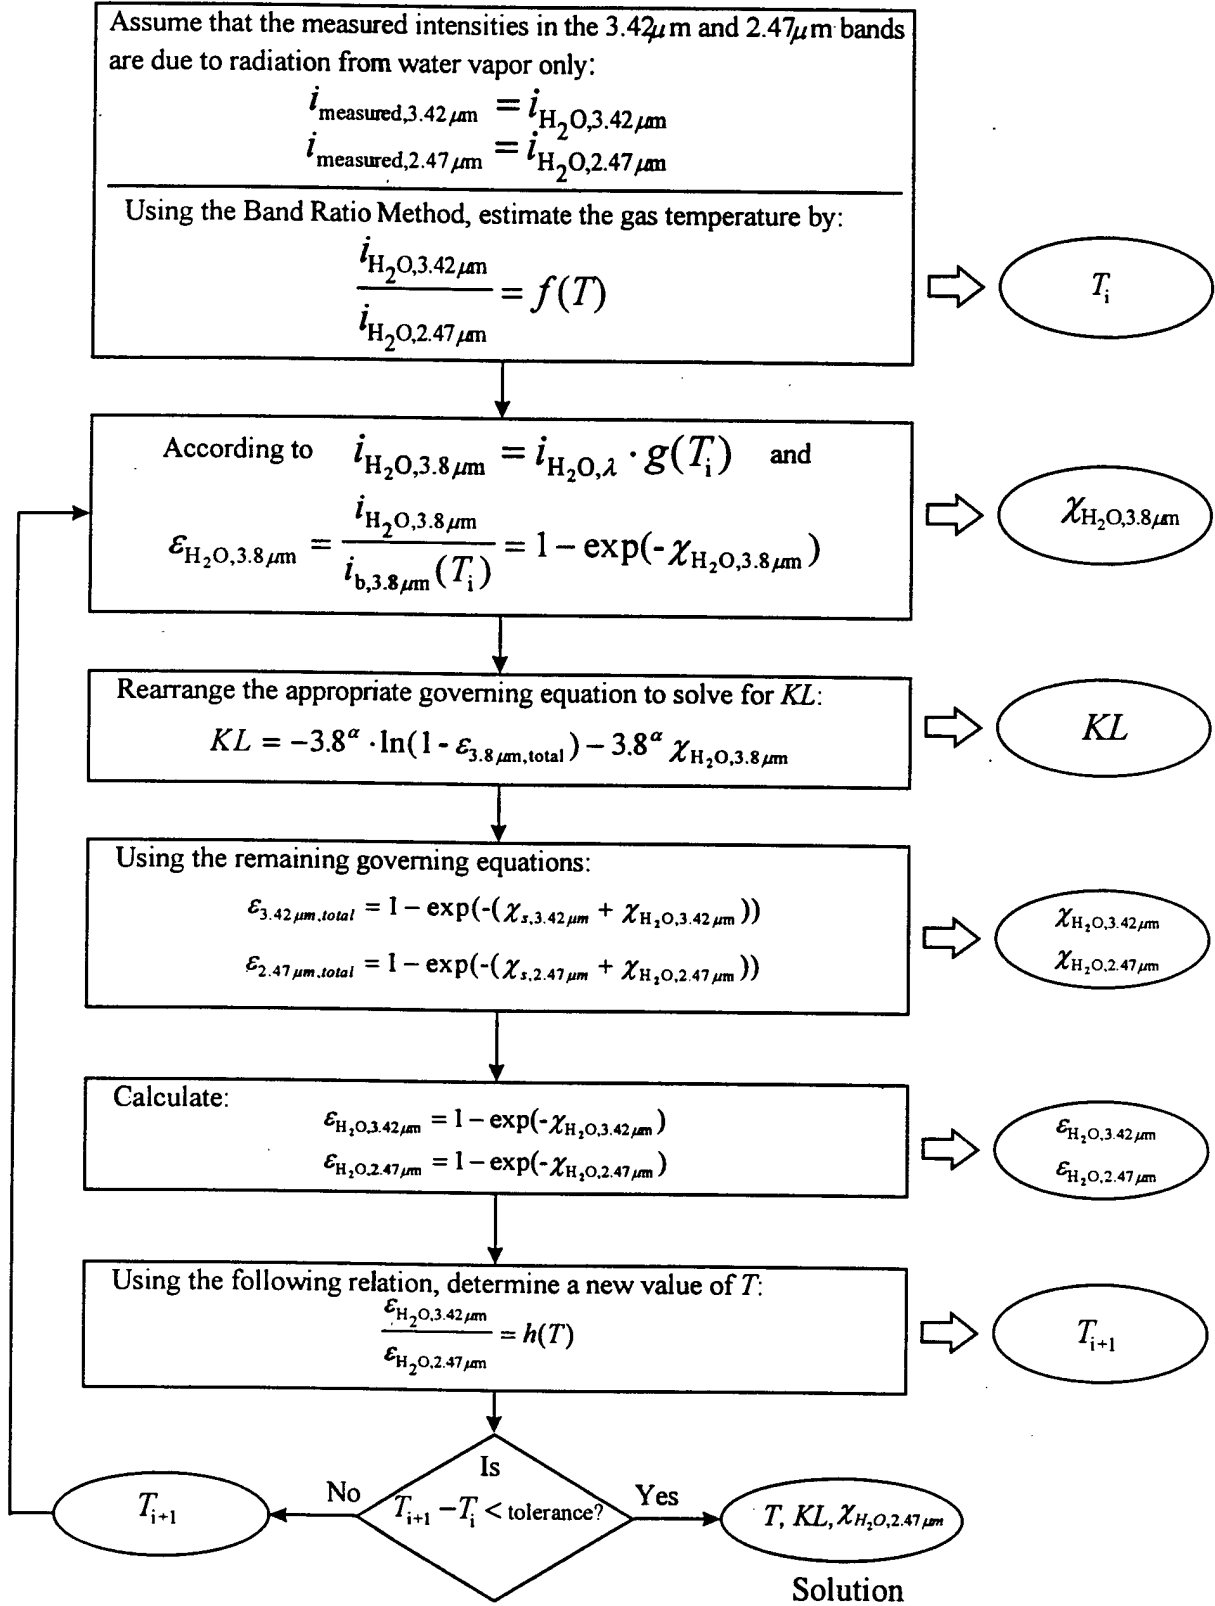 Assume that the measured intensities in the 3.42μm and 2.47μm bands
are due to radiation from water vapor only:
i_measured,3.42μm = i_H₂O,3.42μm
i_measured,2.47μm = i_H₂O,2.47μm
Using the Band Ratio Method, estimate the gas temperature by:
i_H₂O,3.42μm / i_H₂O,2.47μm = f(T)
T_i
According to i_H₂O,3.8μm = i_H₂O,λ · g(T_i) and
ε_H₂O,3.8μm = i_H₂O,3.8μm / i_b,3.8μm(T_i) = 1 − exp(-χ_H₂O,3.8μm)
χ_H₂O,3.8μm
Rearrange the appropriate governing equation to solve for KL:
KL = −3.8^α · ln(1 - ε_3.8μm,total) − 3.8^α χ_H₂O,3.8μm
KL
Using the remaining governing equations:
ε_3.42μm,total = 1 − exp(-(χ_s,3.42μm + χ_H₂O,3.42μm))
ε_2.47μm,total = 1 − exp(-(χ_s,2.47μm + χ_H₂O,2.47μm))
χ_H₂O,3.42μm
χ_H₂O,2.47μm
Calculate:
ε_H₂O,3.42μm = 1 − exp(-χ_H₂O,3.42μm)
ε_H₂O,2.47μm = 1 − exp(-χ_H₂O,2.47μm)
ε_H₂O,3.42μm
ε_H₂O,2.47μm
Using the following relation, determine a new value of T:
ε_H₂O,3.42μm / ε_H₂O,2.47μm = h(T)
T_i+1
Is
T_i+1 − T_i < tolerance?
No
T_i+1
Yes
T, KL, χ_H₂O,2.47μm
Solution